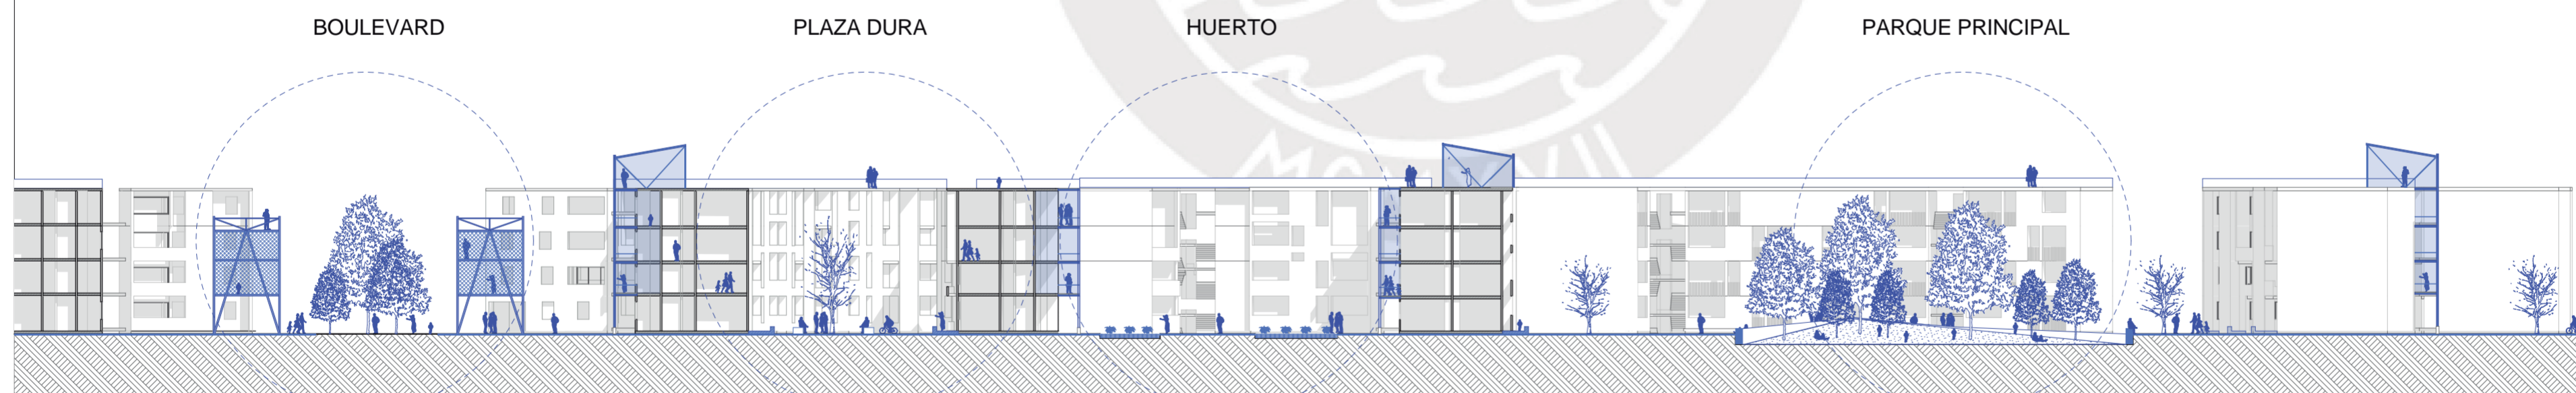 BOULEVARD
PLAZA DURA
HUERTO
PARQUE PRINCIPAL